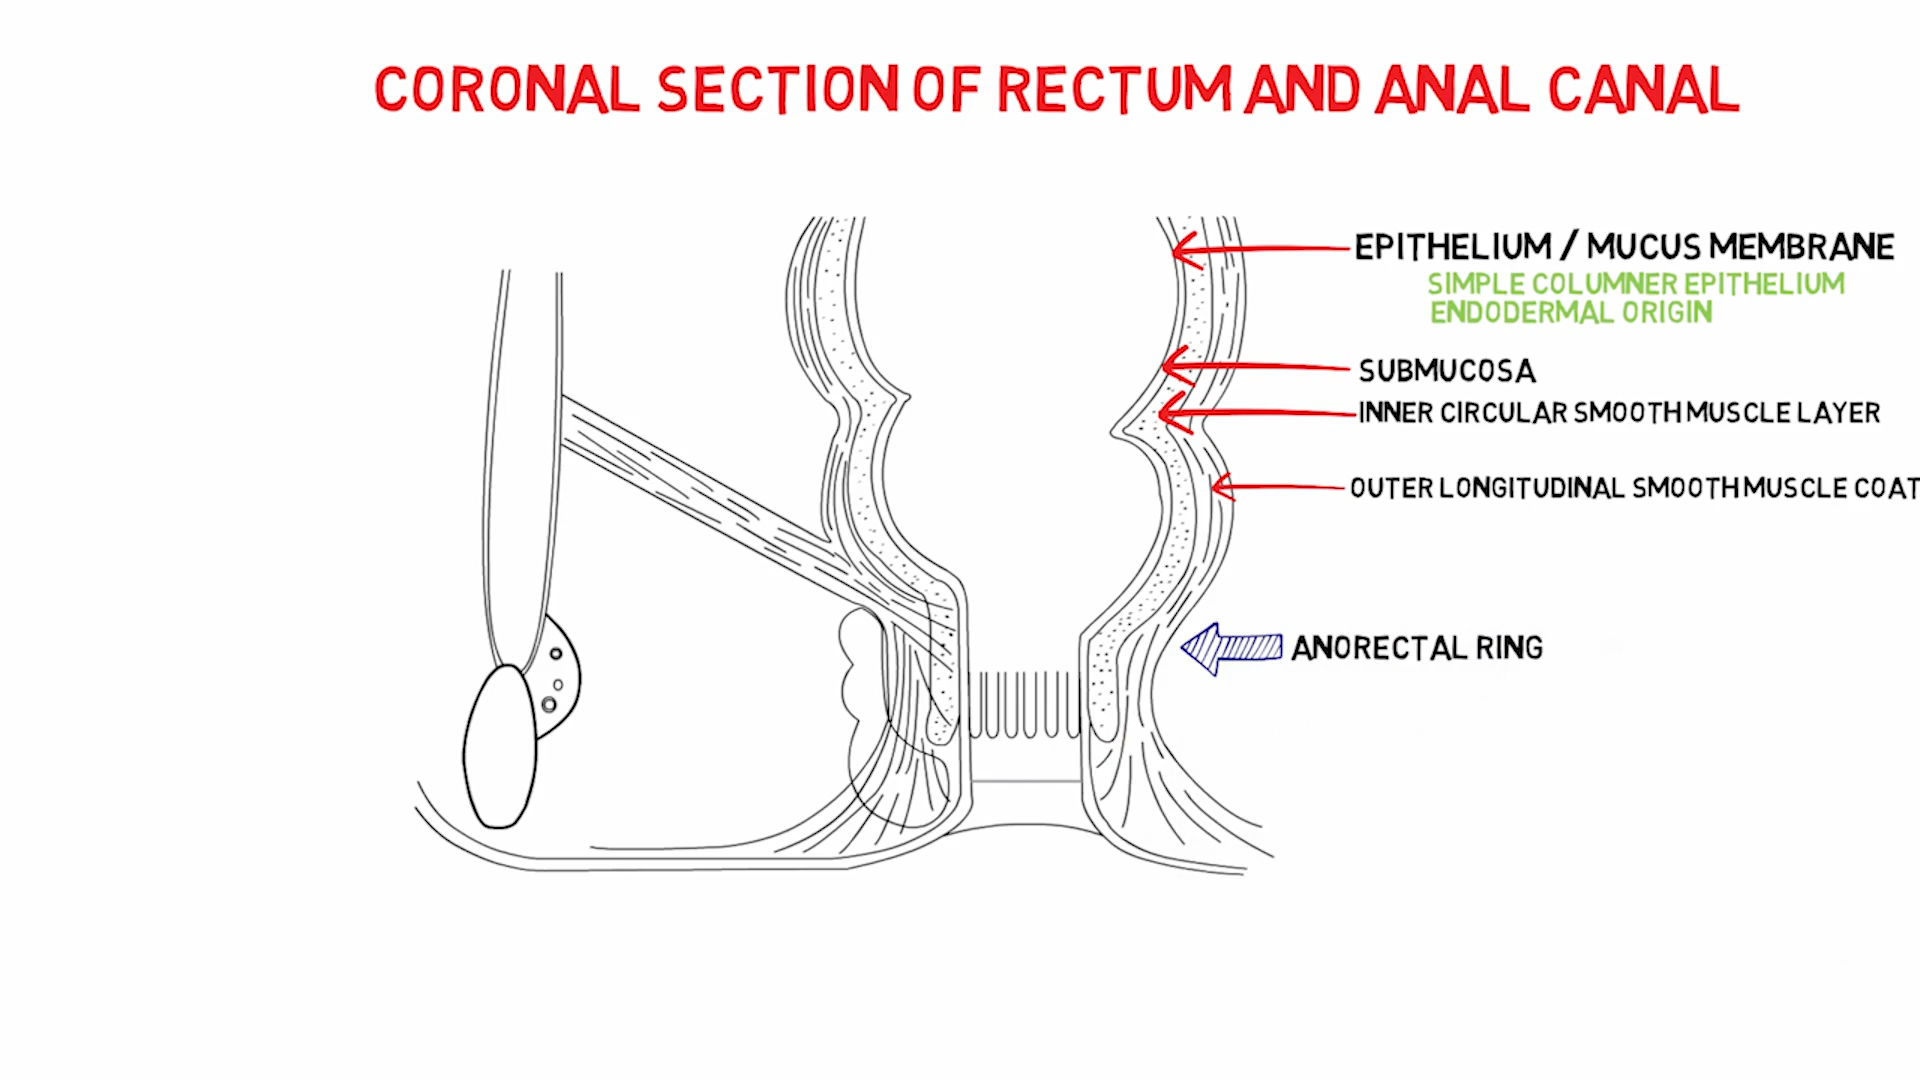 CORONAL SECTION OF RECTUM AND ANAL CANAL
EPITHELIUM / MUCUS MEMBRANE
SIMPLE COLUMNER EPITHELIUM
ENDODERMAL ORIGIN
SUBMUCOSA
INNER CIRCULAR SMOOTH MUSCLE LAYER
OUTER LONGITUDINAL SMOOTH MUSCLE COAT
ANORECTAL RING